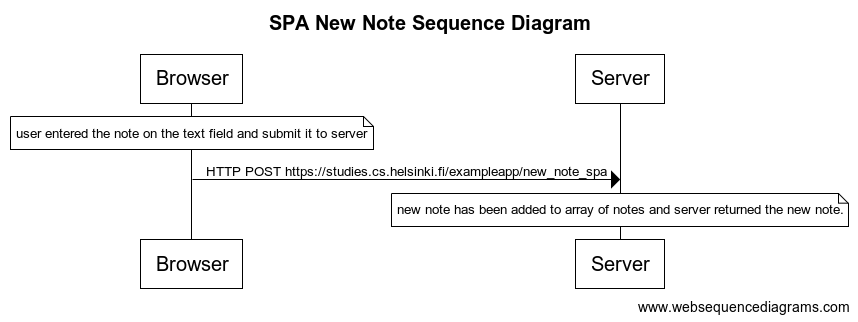 SPA New Note Sequence Diagram
Browser
Server
user entered the note on the text field and submit it to server
HTTP POST https://studies.cs.helsinki.fi/exampleapp/new_note_spa
new note has been added to array of notes and server returned the new note.
Browser
Server
www.websequencediagrams.com